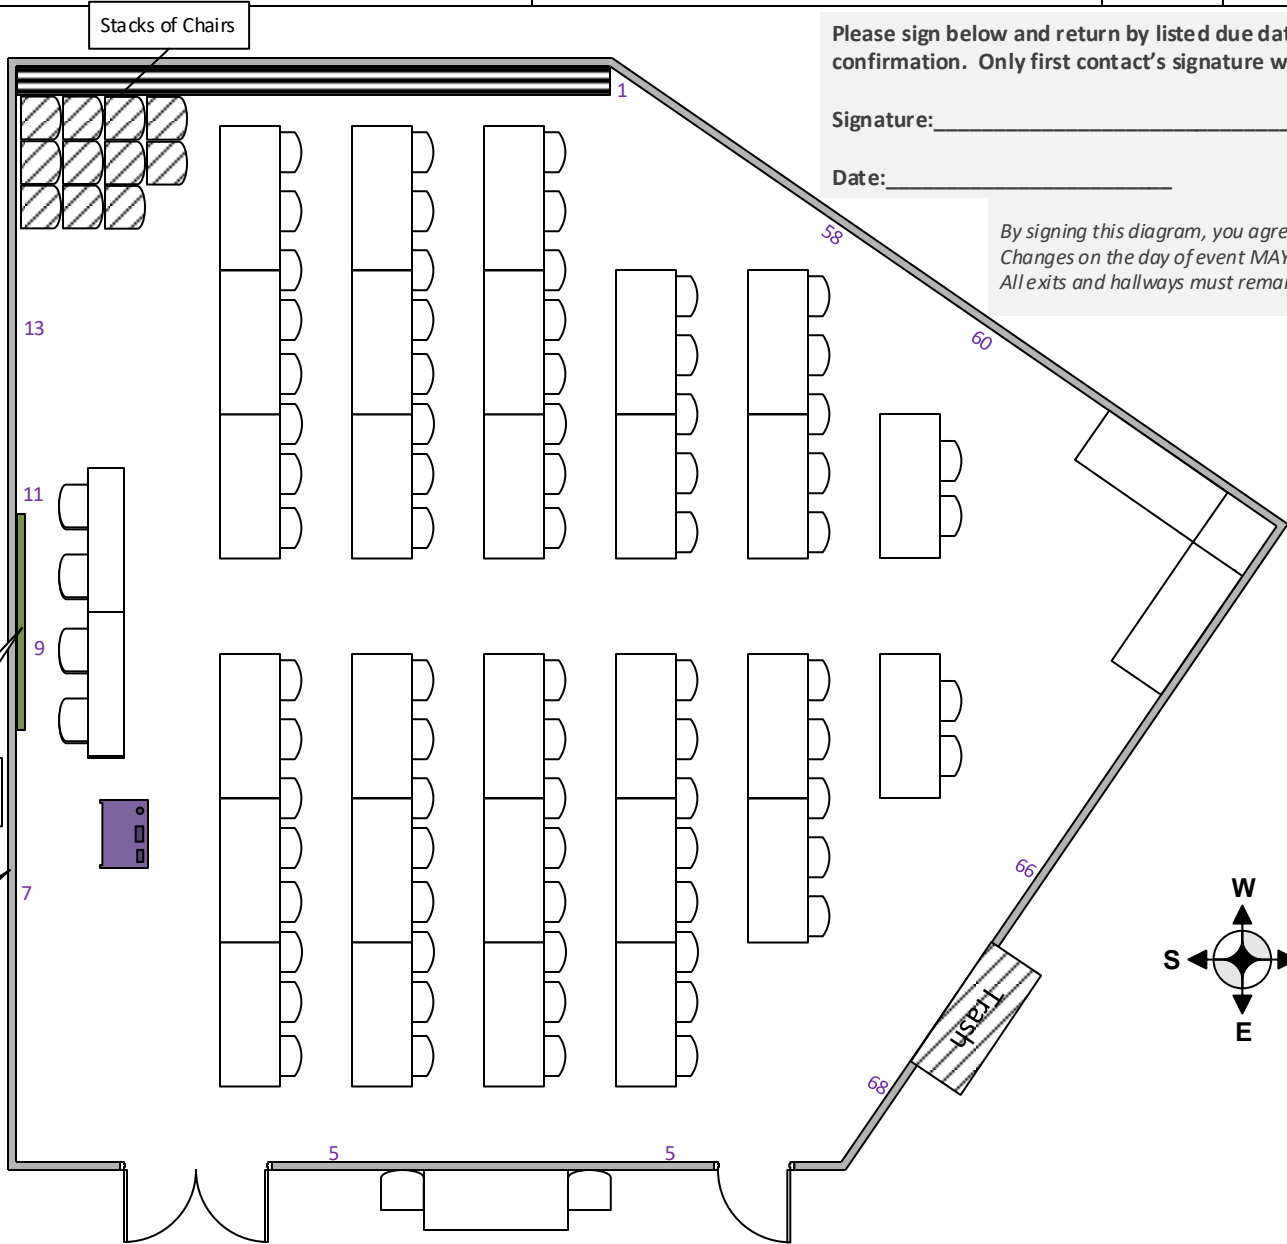 Stacks of Chairs
Please sign below and return by listed due dat
confirmation. Only first contact's signature w
Signature:______________________________
Date:________________________
By signing this diagram, you agre
Changes on the day of event MAY
All exits and hallways must remai
1
58
60
13
11
9
7
66
68
5
5
Trash
W
S
E